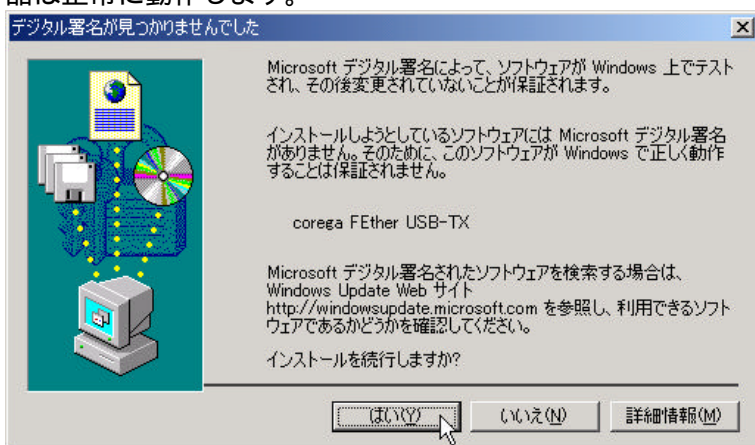 品は正常に動作します。
デジタル署名が見つかりませんでした
Microsoft デジタル署名によって、ソフトウェアが Windows 上でテスト
され、その後変更されていないことが保証されます。
インストールしようとしているソフトウェアには Microsoft デジタル署名
がありません。そのために、このソフトウェアが Windows で正しく動作
することは保証されません。
corega FEther USB-TX
Microsoft デジタル署名されたソフトウェアを検索する場合は、
Windows Update Web サイト
http://windowsupdate.microsoft.com を参照し、利用できるソフト
ウェアであるかどうかを確認してください。
インストールを続行しますか?
はい(Y) いいえ(N) 詳細情報(M)